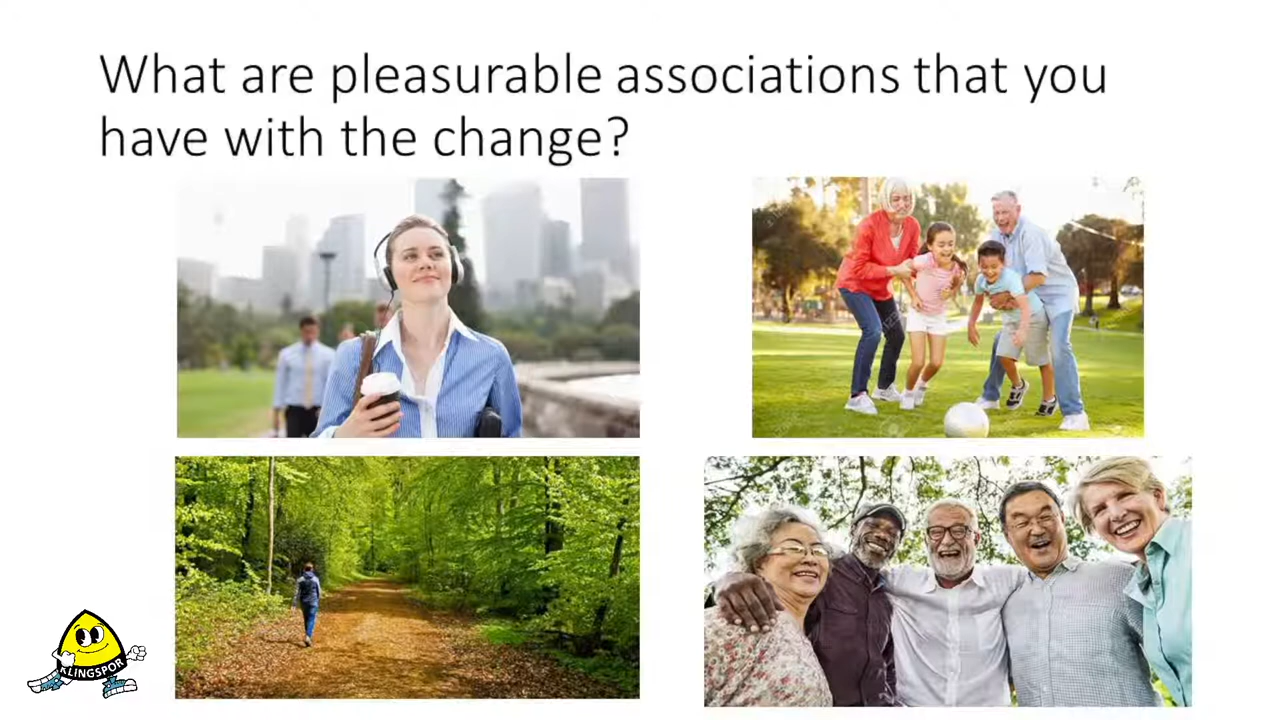 What are pleasurable associations that you
have with the change?
KLINGSPOR